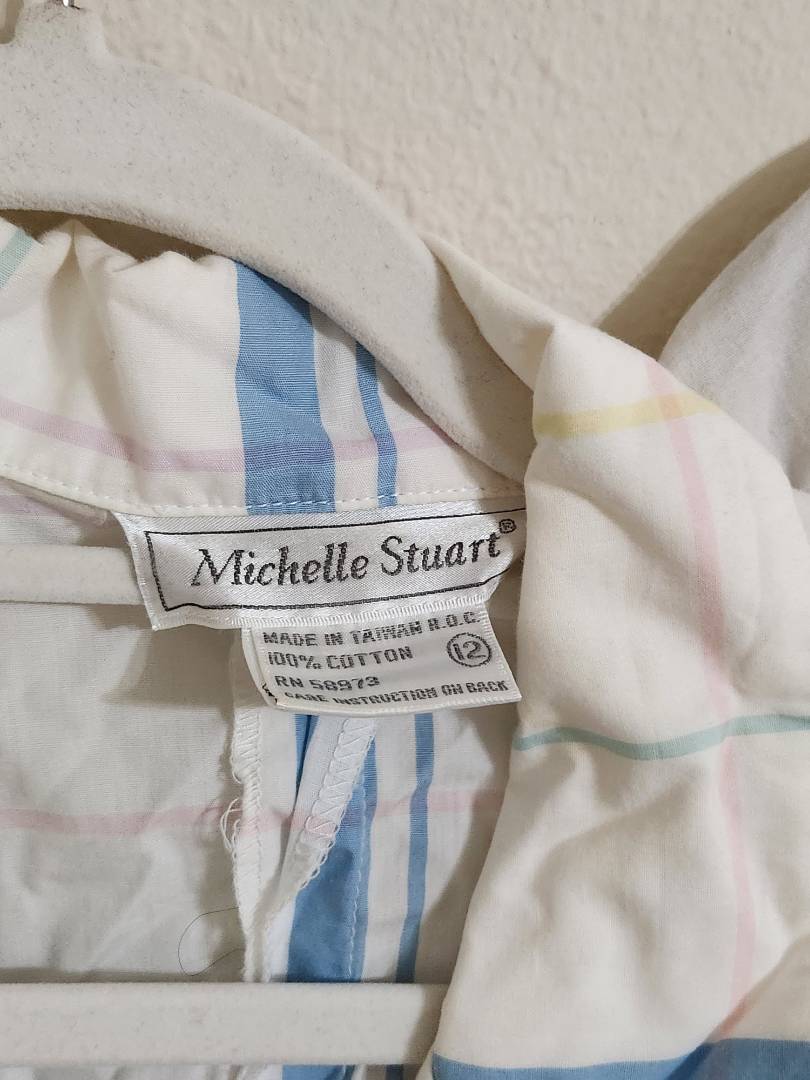 Michelle Stuart®
MADE IN TAIWAN R.O.C.
100% COTTON
12
RN 58973
CARE INSTRUCTION ON BACK